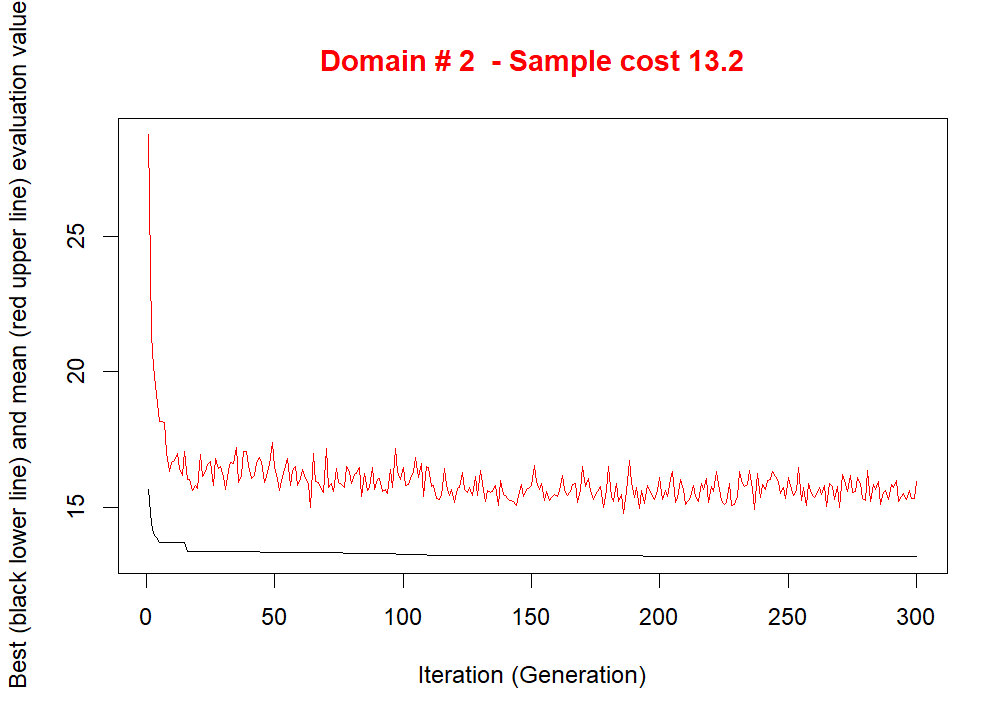 Domain # 2  - Sample cost 13.2
Best (black lower line) and mean (red upper line) evaluation value
25
20
15
0 50 100 150 200 250 300
Iteration (Generation)